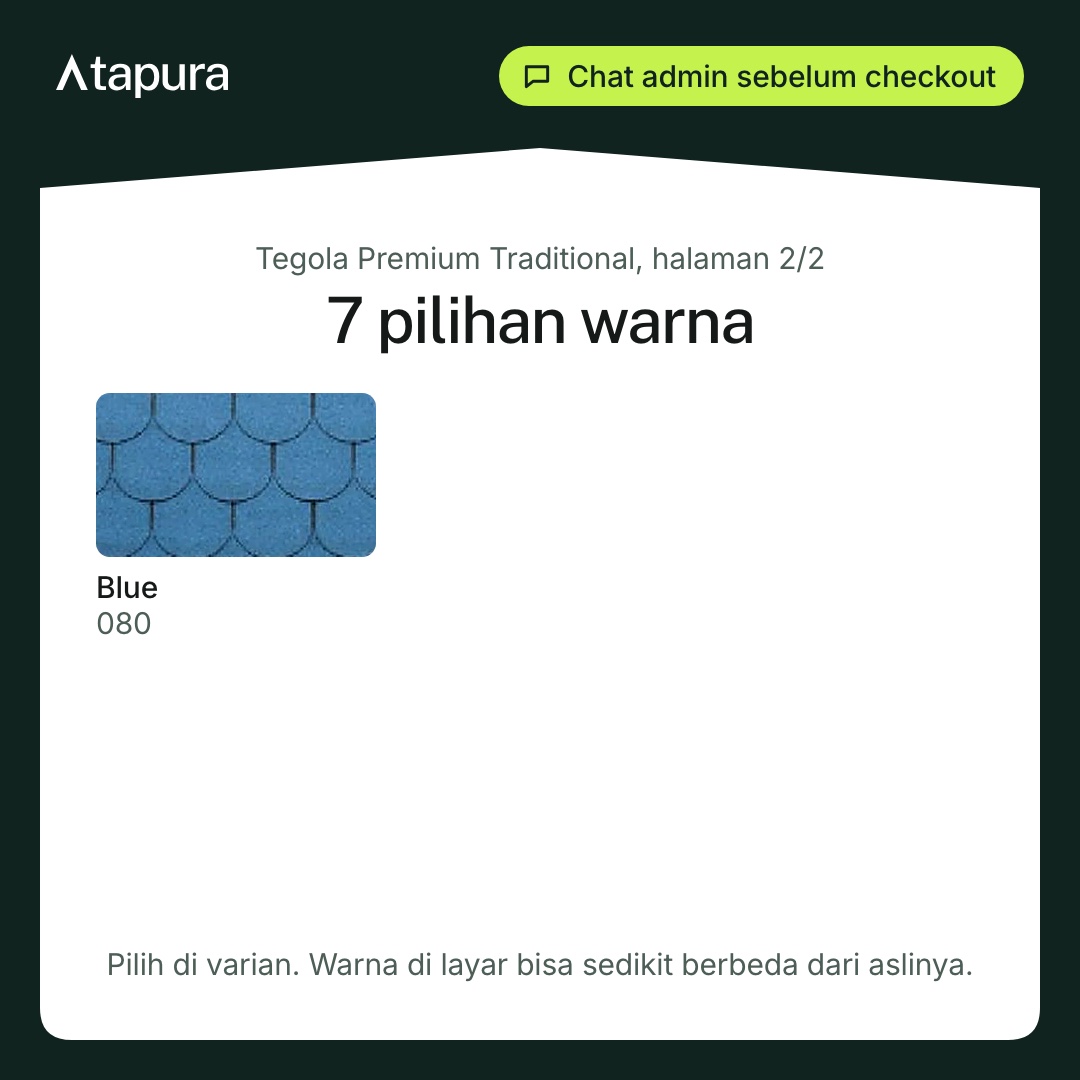 Atapura
Chat admin sebelum checkout
Tegola Premium Traditional, halaman 2/2
7 pilihan warna
Blue
080
Pilih di varian. Warna di layar bisa sedikit berbeda dari aslinya.